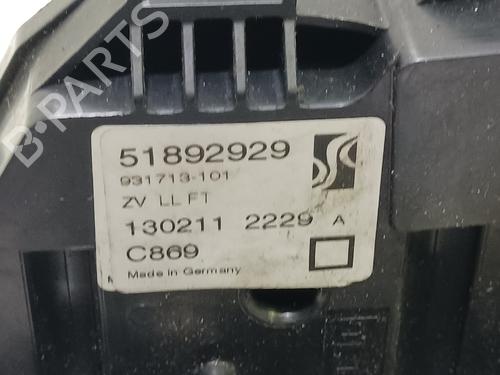 B-PARTS
51892929
931713-101
ZV LL FT
130211 2229 A
C869
Made in Germany